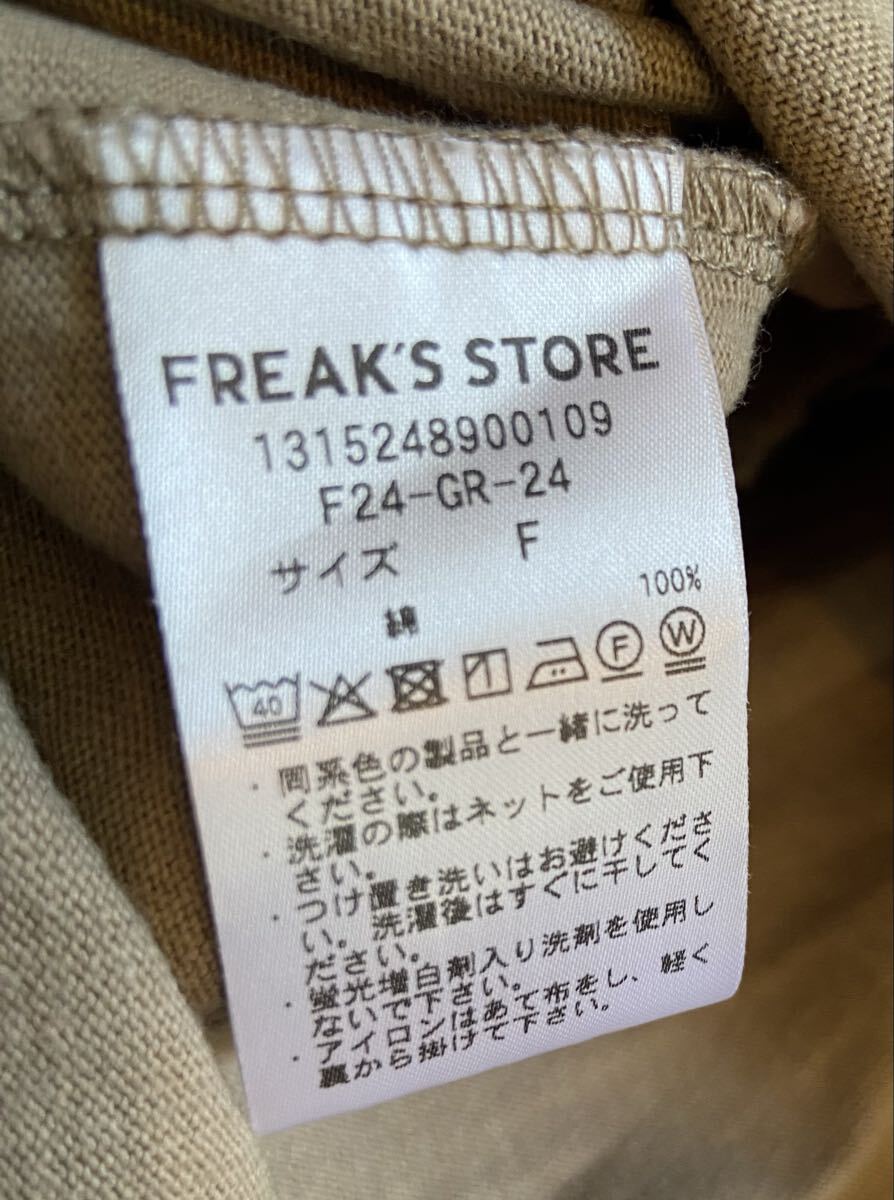 FREAK'S STORE
1315248900109
F24-GR-24
サイズ F
綿 100%
40 F W
・同系色の製品と一緒に洗って
ください。
・洗濯の際はネットをご使用下
さい。
・つけ置き洗いはお避けくださ
い。洗濯後はすぐに干してく
ださい。
・蛍光増白剤入り洗剤を使用し
ないで下さい。
・アイロンはあて布をし、軽く
裏から掛けて下さい。